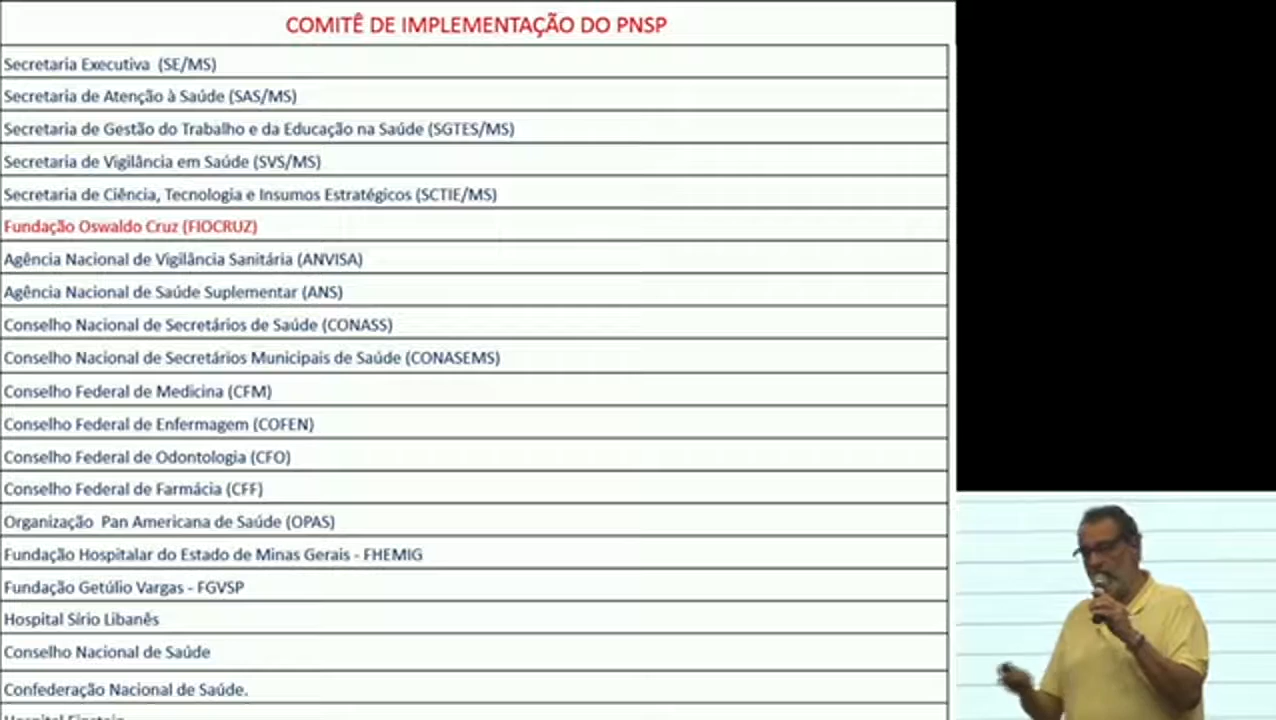 COMITÊ DE IMPLEMENTAÇÃO DO PNSP
Secretaria Executiva (SE/MS)
Secretaria de Atenção à Saúde (SAS/MS)
Secretaria de Gestão do Trabalho e da Educação na Saúde (SGTES/MS)
Secretaria de Vigilância em Saúde (SVS/MS)
Secretaria de Ciência, Tecnologia e Insumos Estratégicos (SCTIE/MS)
Fundação Oswaldo Cruz (FIOCRUZ)
Agência Nacional de Vigilância Sanitária (ANVISA)
Agência Nacional de Saúde Suplementar (ANS)
Conselho Nacional de Secretários de Saúde (CONASS)
Conselho Nacional de Secretários Municipais de Saúde (CONASEMS)
Conselho Federal de Medicina (CFM)
Conselho Federal de Enfermagem (COFEN)
Conselho Federal de Odontologia (CFO)
Conselho Federal de Farmácia (CFF)
Organização Pan Americana de Saúde (OPAS)
Fundação Hospitalar do Estado de Minas Gerais - FHEMIG
Fundação Getúlio Vargas - FGVSP
Hospital Sírio Libanês
Conselho Nacional de Saúde
Confederação Nacional de Saúde.
Hospital Einstein